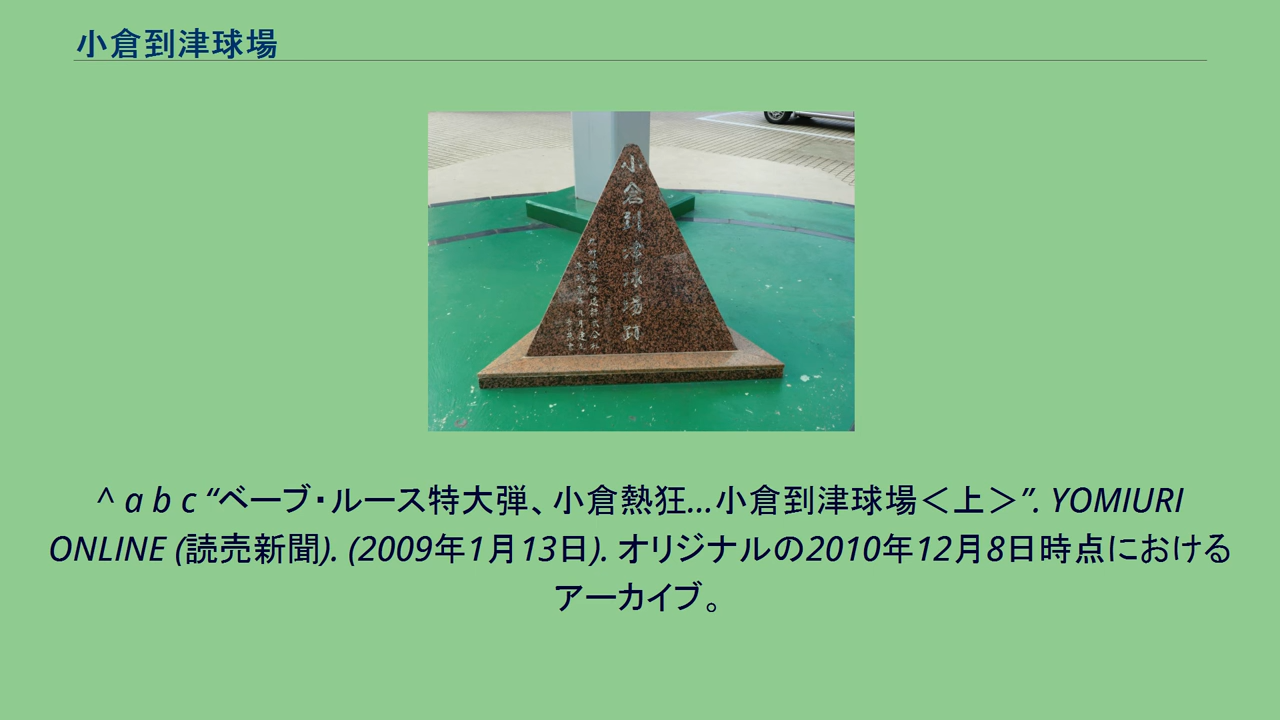 小倉到津球場
小倉到津球場跡
^ a b c “ベーブ・ルース特大弾、小倉熱狂…小倉到津球場＜上＞”. YOMIURI
ONLINE (読売新聞). (2009年1月13日). オリジナルの2010年12月8日時点における
アーカイブ。